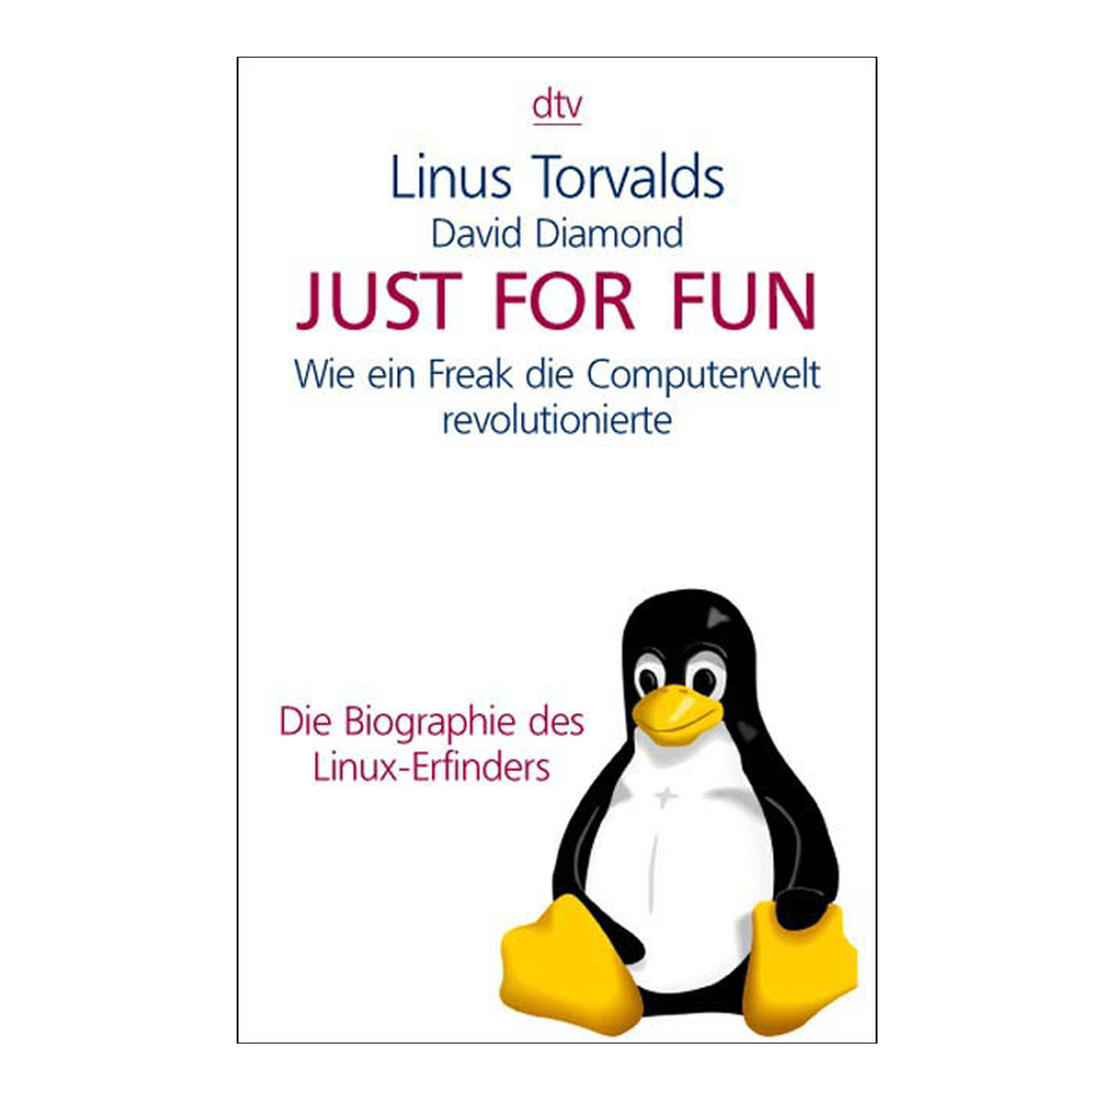 dtv
Linus Torvalds
David Diamond
JUST FOR FUN
Wie ein Freak die Computerwelt
revolutionierte
Die Biographie des
Linux-Erfinders